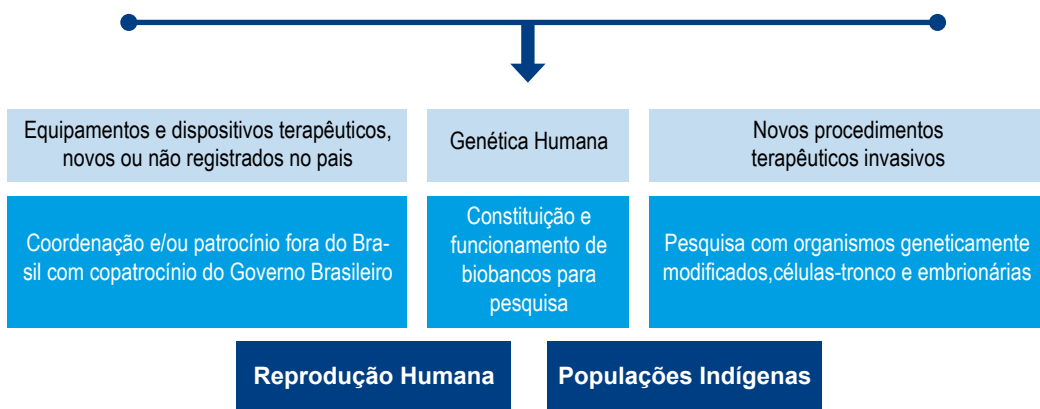 Equipamentos e dispositivos terapêuticos,
novos ou não registrados no pais
Genética Humana
Novos procedimentos
terapêuticos invasivos
Coordenação e/ou patrocínio fora do Bra-
sil com copatrocínio do Governo Brasileiro
Constituição e
funcionamento de
biobancos para
pesquisa
Pesquisa com organismos geneticamente
modificados,células-tronco e embrionárias
Reprodução Humana
Populações Indígenas